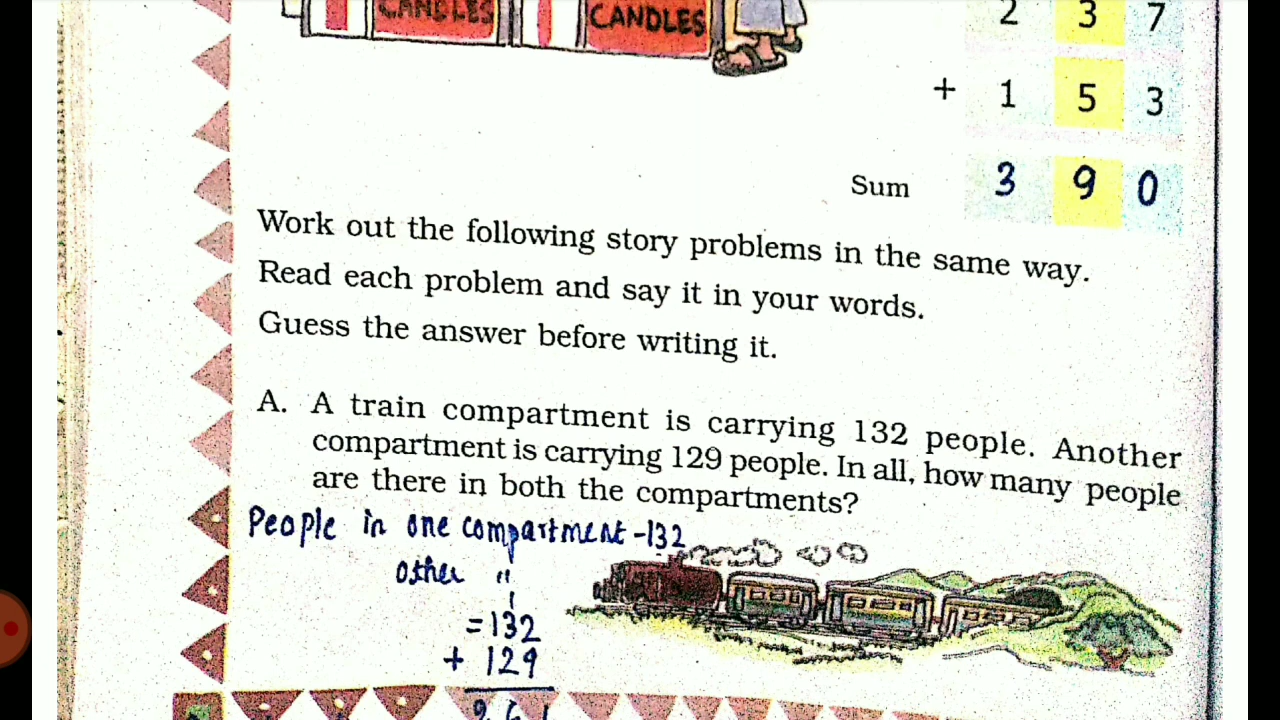 CANDLES CANDLES
2 3 7
+ 1 5 3
Sum 3 9 0
Work out the following story problems in the same way.
Read each problem and say it in your words.
Guess the answer before writing it.
A. A train compartment is carrying 132 people. Another
compartment is carrying 129 people. In all, how many people
are there in both the compartments?
People in one compartment -132
other "
1
=132
+ 129
261